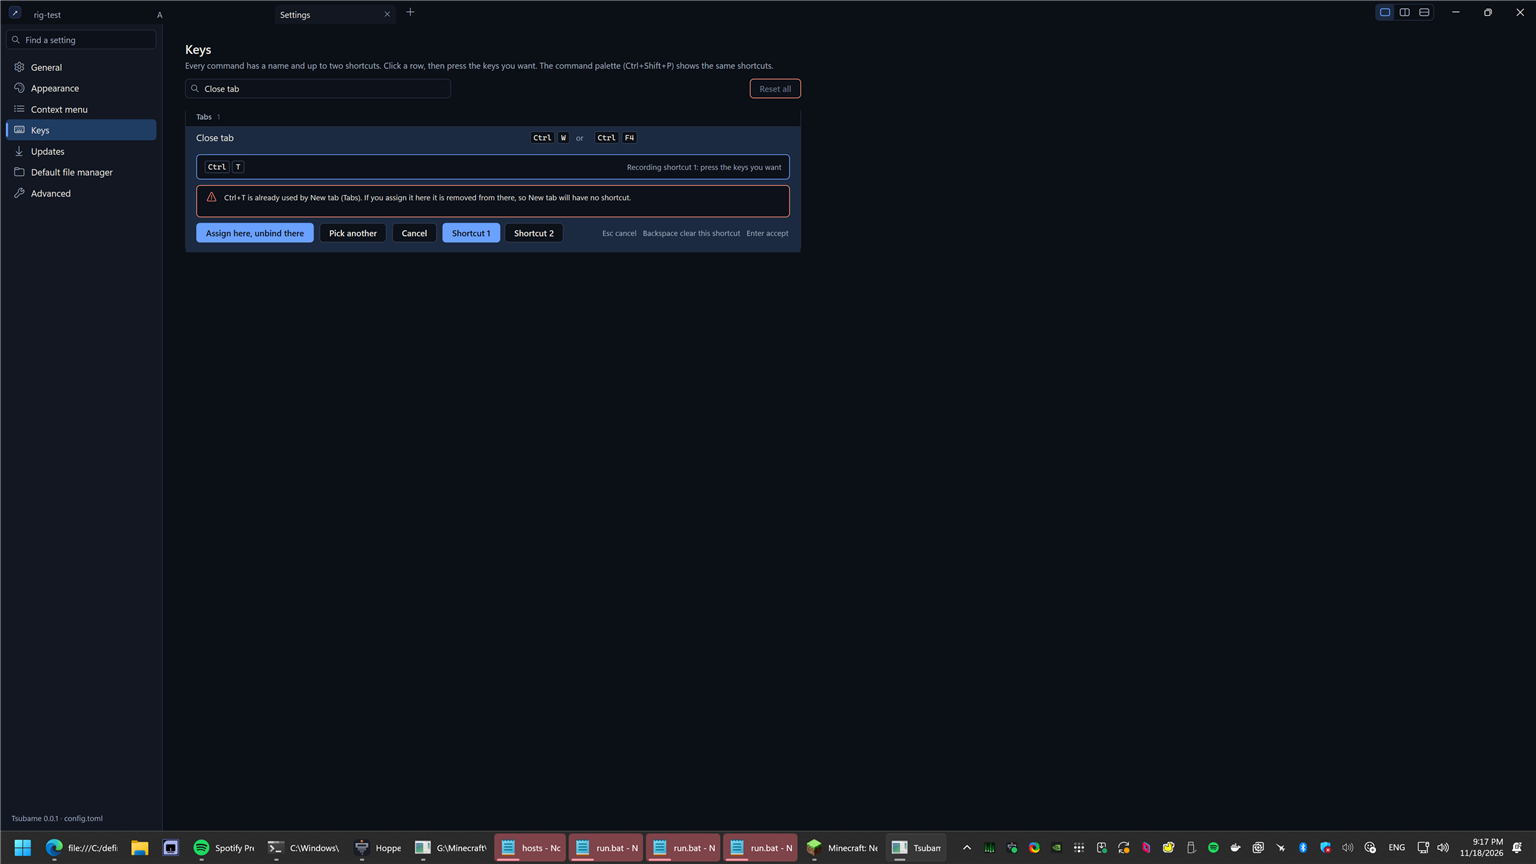 rig-test
A
Settings
Find a setting
General
Appearance
Context menu
Keys
Updates
Default file manager
Advanced
Keys
Every command has a name and up to two shortcuts. Click a row, then press the keys you want. The command palette (Ctrl+Shift+P) shows the same shortcuts.
Close tab
Reset all
Tabs 1
Close tab
Ctrl W or Ctrl F4
Ctrl T
Recording shortcut 1: press the keys you want
Ctrl+T is already used by New tab (Tabs). If you assign it here it is removed from there, so New tab will have no shortcut.
Assign here, unbind there
Pick another
Cancel
Shortcut 1
Shortcut 2
Esc cancel Backspace clear this shortcut Enter accept
Tsubame 0.0.1 · config.toml
file:///C:/defi
Spotify Pr
C:\Windows\
Hoppe
G:\Minecraft\
hosts - Nc
run.bat - N
run.bat - N
run.bat - N
Minecraft: Ne
Tsubam
ENG
9:17 PM
11/18/2026